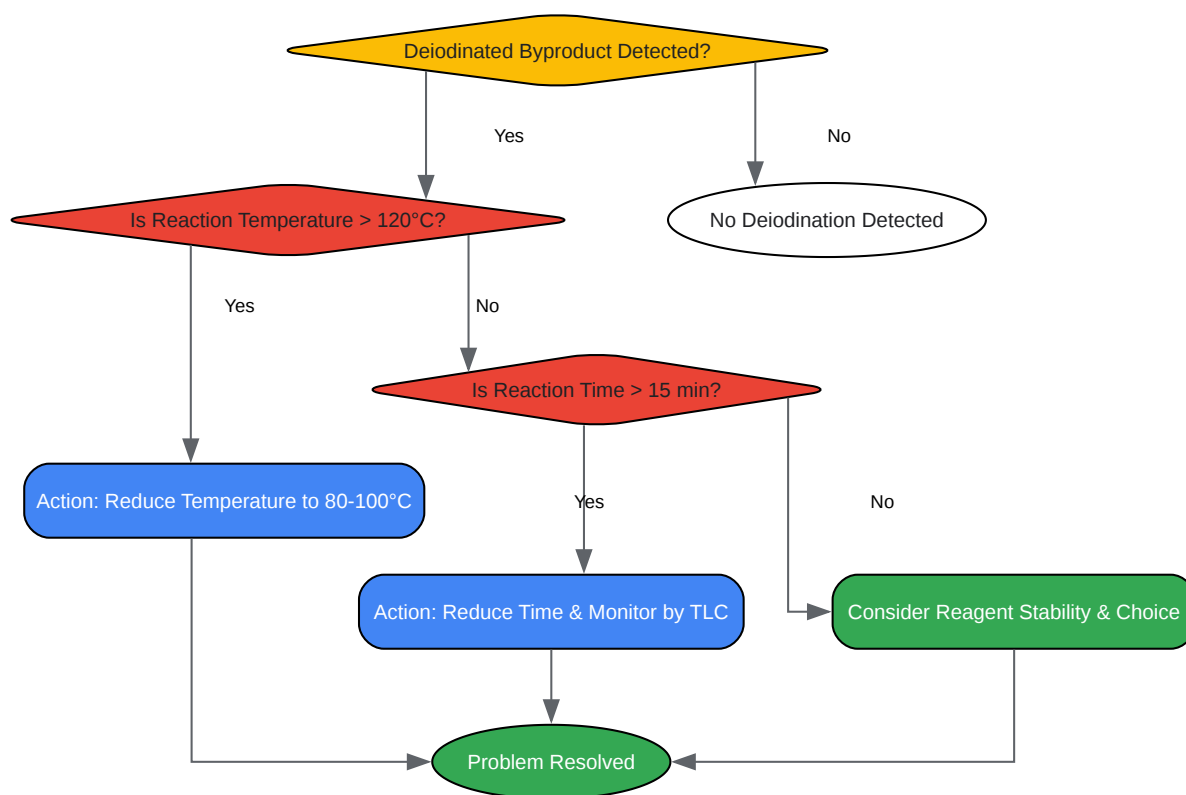 Deiodinated Byproduct Detected?
Yes
No
Is Reaction Temperature > 120°C?
No Deiodination Detected
Yes
No
Is Reaction Time > 15 min?
Action: Reduce Temperature to 80-100°C
Yes
No
Action: Reduce Time & Monitor by TLC
Consider Reagent Stability & Choice
Problem Resolved